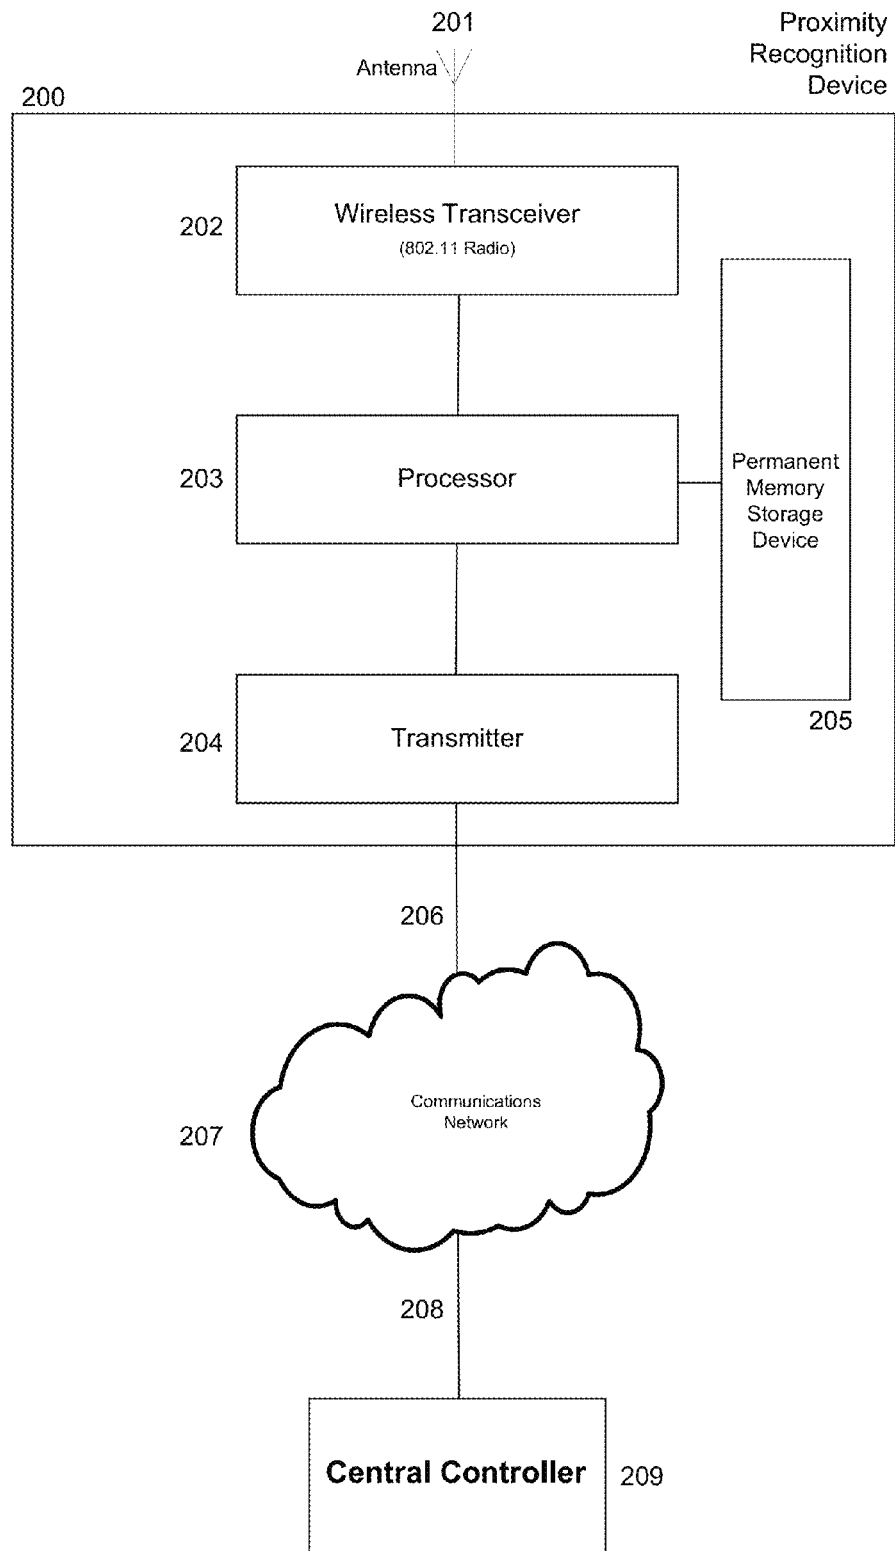 201
Proximity
Recognition
Device
Antenna
200
Wireless Transceiver
(802.11 Radio)
202
Processor
203
Permanent
Memory
Storage
Device
205
Transmitter
204
206
Communications
Network
207
208
Central Controller
209